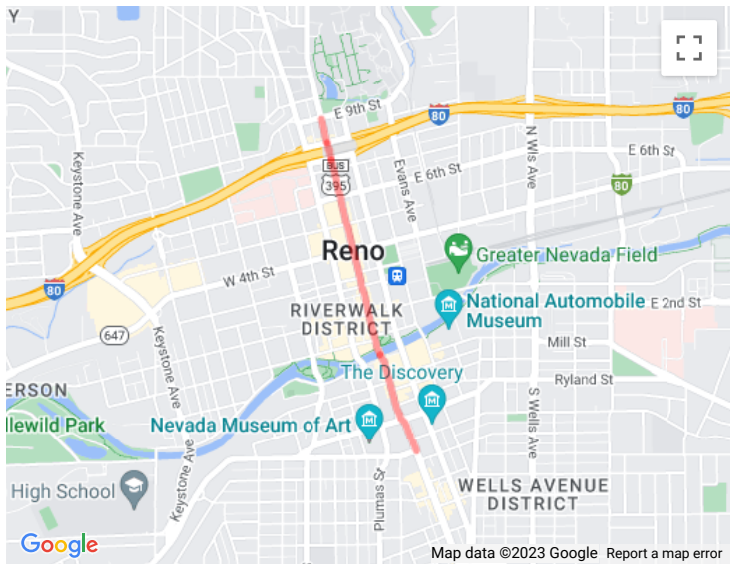 Y
E 9th St
80
80
BUS
395
Keystone Ave
Evans Ave
E 6th St
N Wls Ave
E 6th St
80
Reno
Greater Nevada Field
W 4th St
80
RIVERWALK
DISTRICT
National Automobile
Museum
E 2nd St
647
Mill St
Keystone Ave
The Discovery
Ryland St
ERSON
llewild Park
Nevada Museum of Art
S Wells Ave
Keystone Ave
High School
Plumas St
WELLS AVENUE
DISTRICT
Google
Map data ©2023 Google
Report a map error